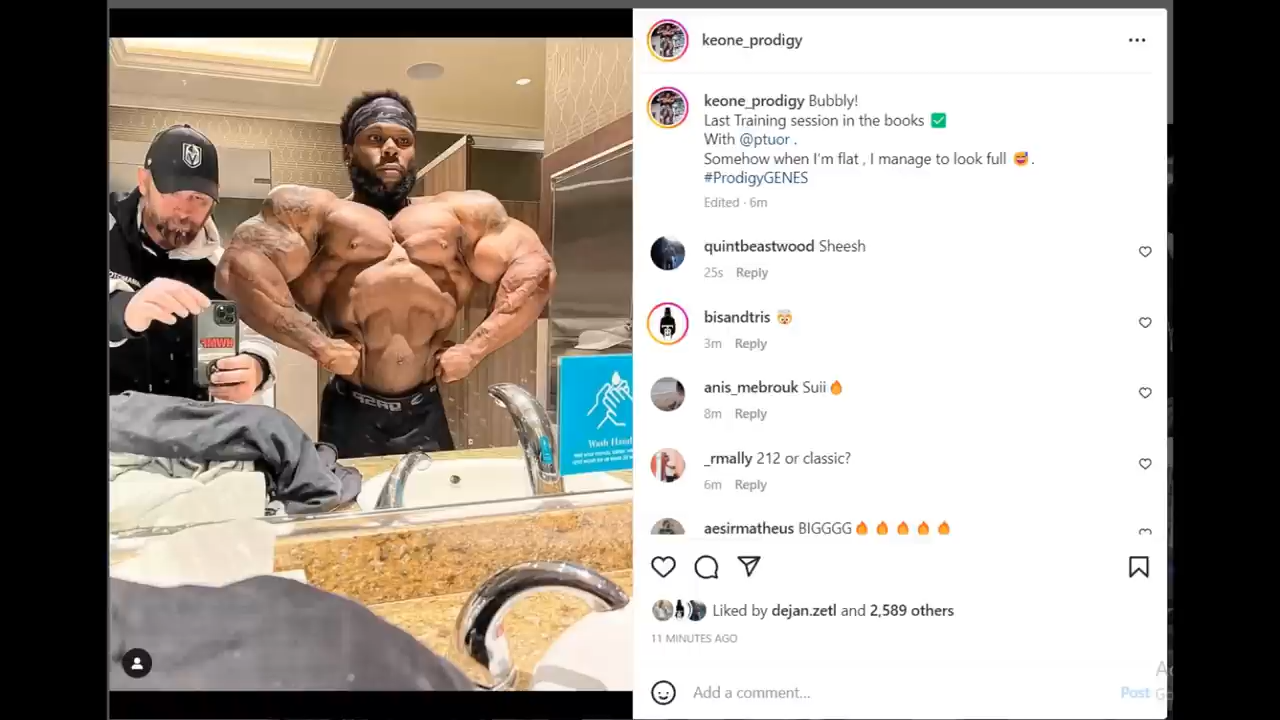 keone_prodigy
keone_prodigy Bubbly!
Last Training session in the books ✅
With @ptuor .
Somehow when I'm flat , I manage to look full 😅 .
#ProdigyGENES
Edited · 6m
quintbeastwood Sheesh
25s Reply
bisandtris 🤯
3m Reply
anis_mebrouk Suii🔥
8m Reply
_rmally 212 or classic?
6m Reply
aesirmatheus BIGGGG🔥🔥🔥🔥🔥
Liked by dejan.zetl and 2,589 others
11 MINUTES AGO
Add a comment...
Post
Wash Hand